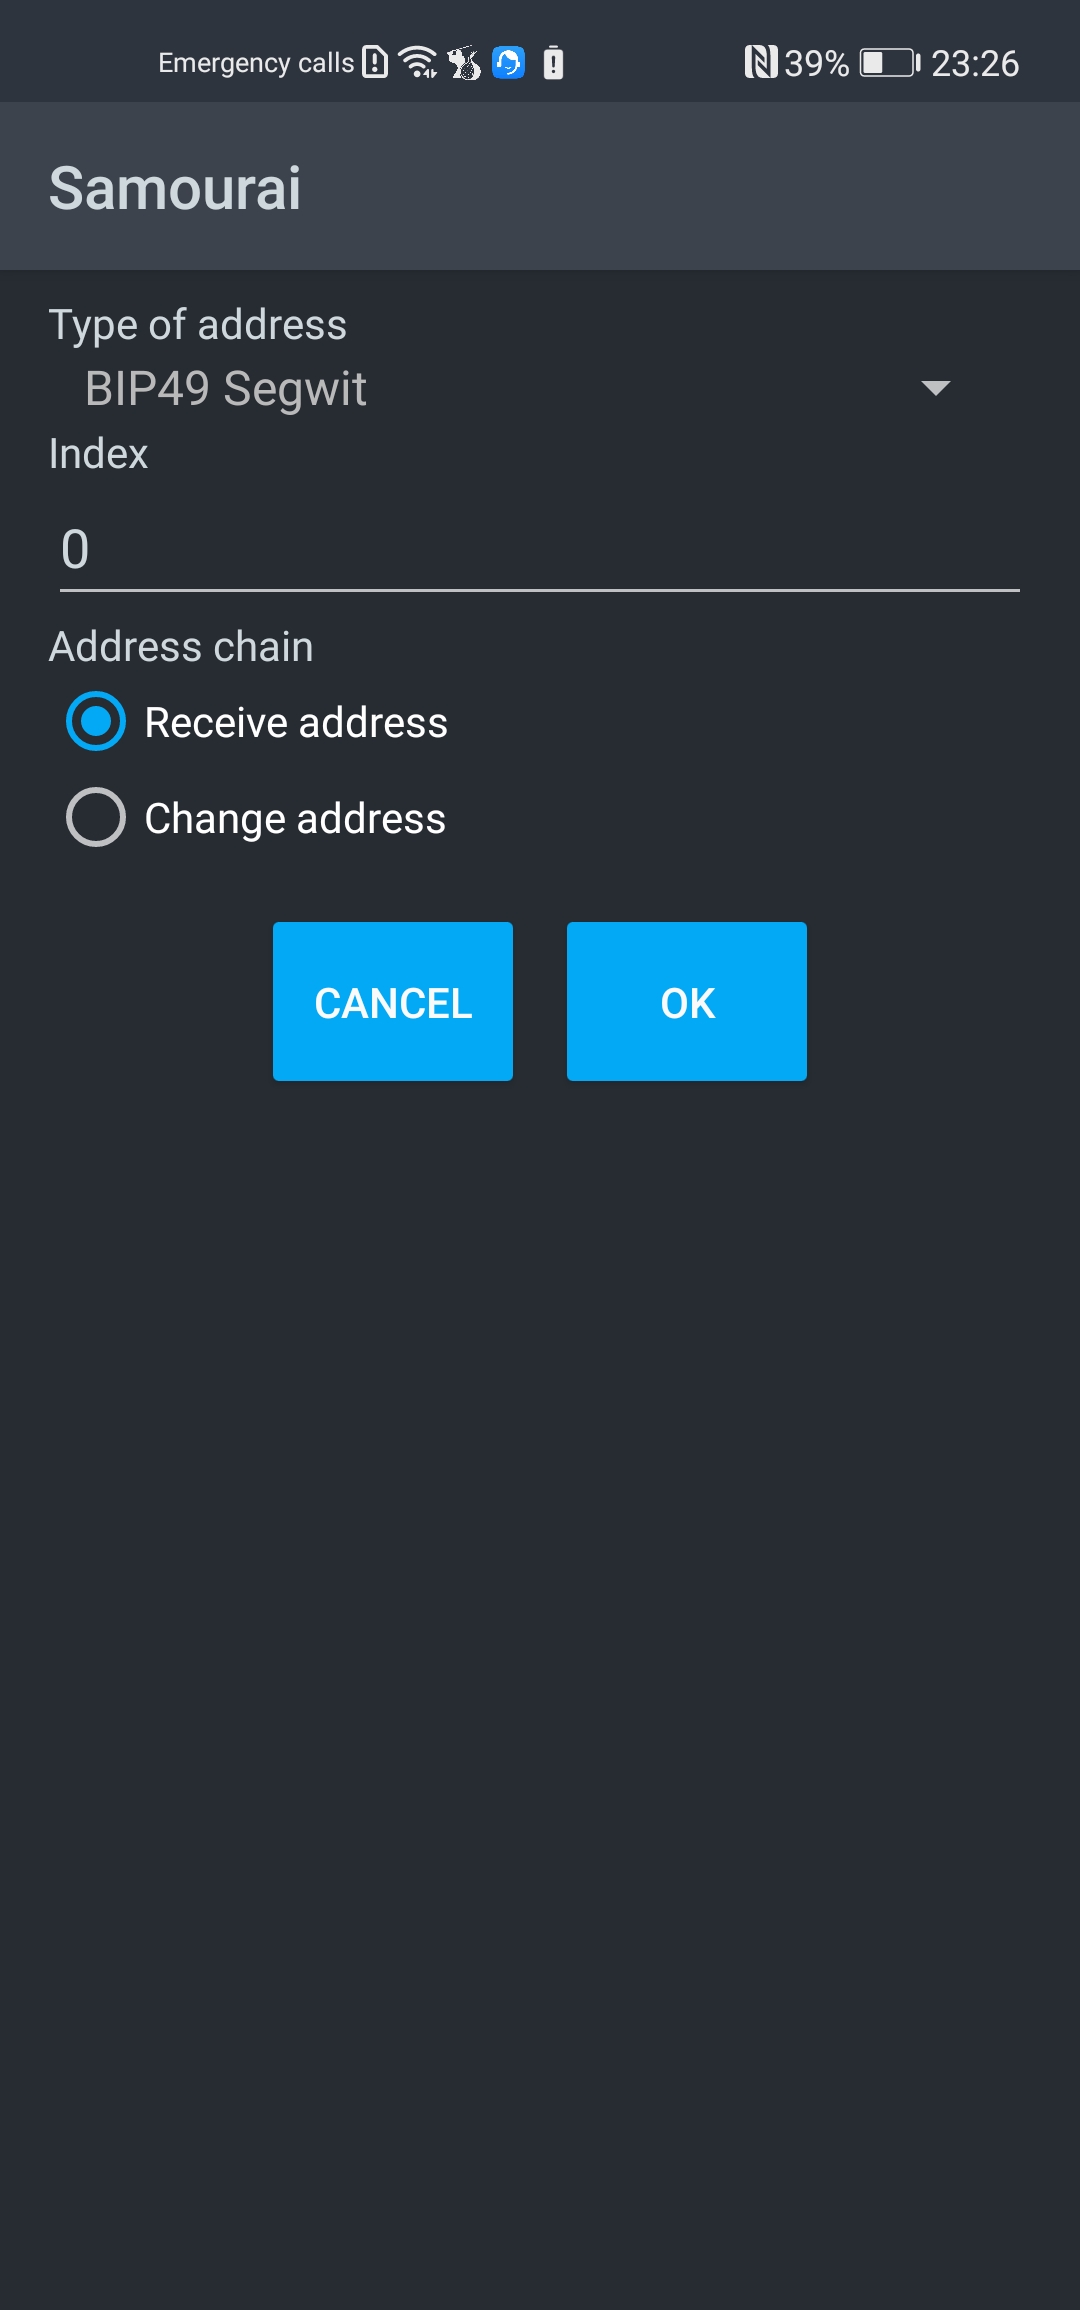 Emergency calls 39% 23:26
Samourai
Type of address
BIP49 Segwit
Index
0
Address chain
Receive address
Change address
CANCEL OK